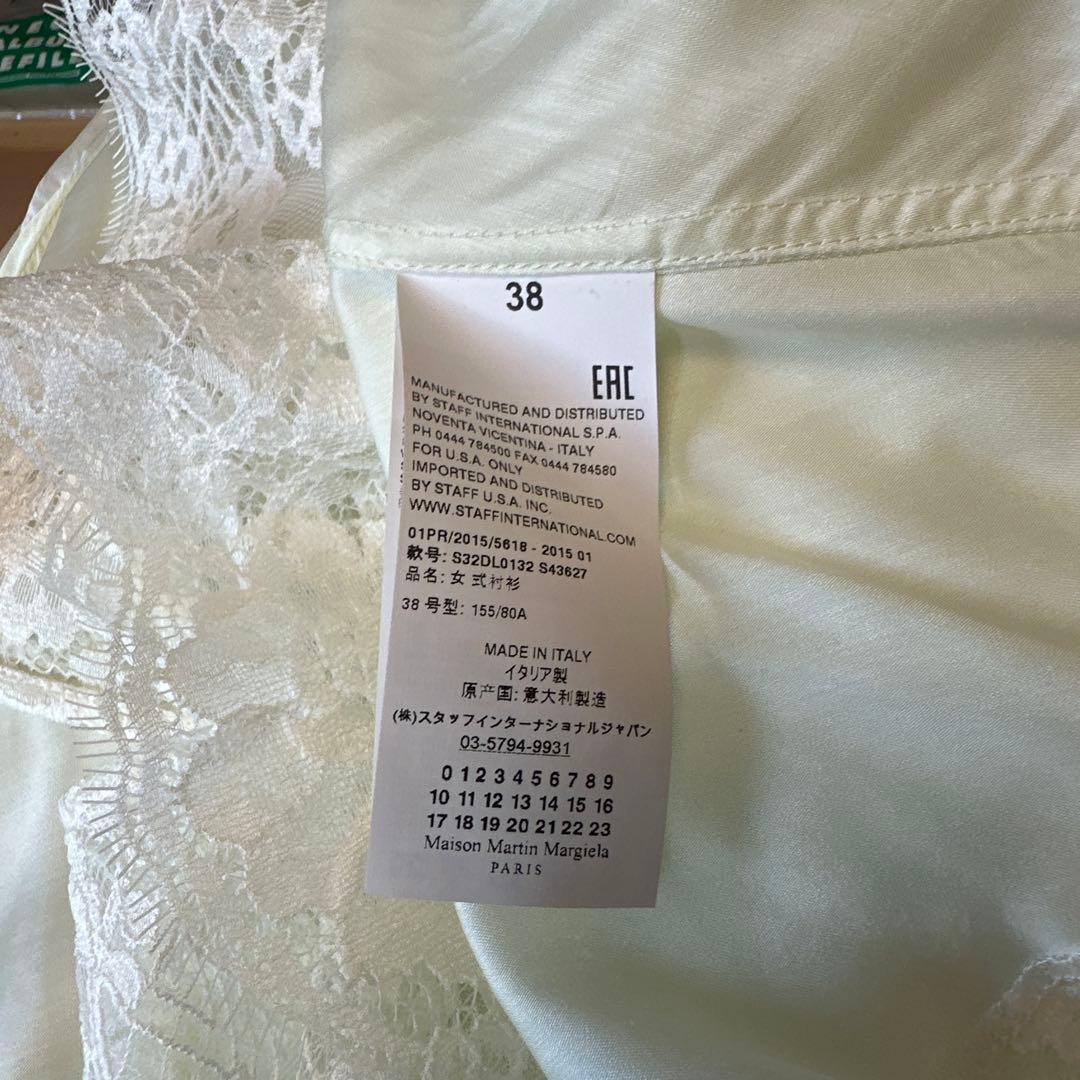 38
EAC
MANUFACTURED AND DISTRIBUTED
BY STAFF INTERNATIONAL S.P.A.
NOVENTA VICENTINA - ITALY
PH 0444 784500 FAX 0444 784580
FOR U.S.A. ONLY
IMPORTED AND DISTRIBUTED
BY STAFF U.S.A. INC.
WWW.STAFFINTERNATIONAL.COM
01PR/2015/5618 - 2015 01
款号: S32DL0132 S43627
品名: 女式衬衫
38 号型: 155/80A
MADE IN ITALY
イタリア製
原产国: 意大利製造
(株)スタッフインターナショナルジャパン
03-5794-9931
0 1 2 3 4 5 6 7 8 9
10 11 12 13 14 15 16
17 18 19 20 21 22 23
Maison Martin Margiela
PARIS